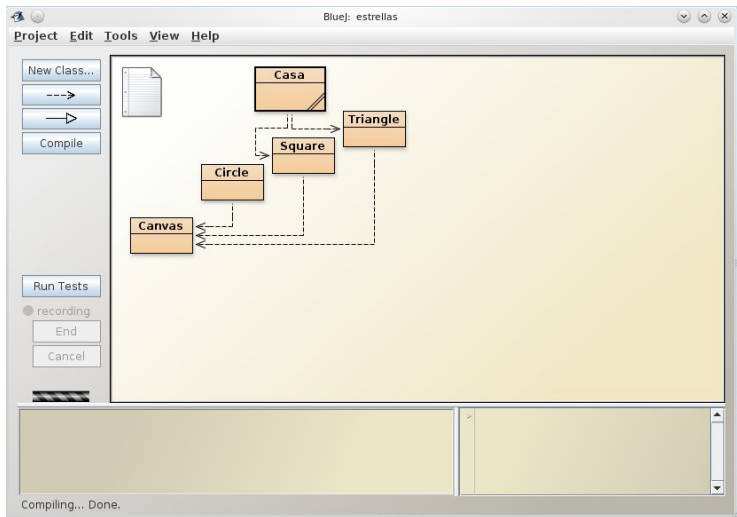 BlueJ: estrellas
Project Edit Tools View Help
New Class...
Compile
Casa
Triangle
Square
Circle
Canvas
Run Tests
recording
End
Cancel
Compiling... Done.